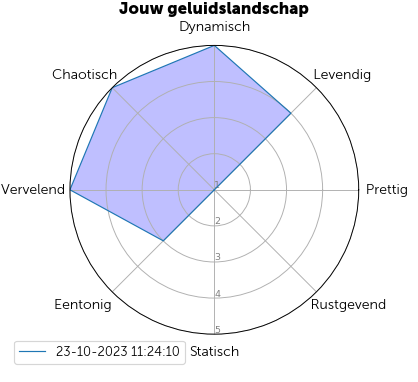 Jouw geluidslandschap
Dynamisch
Chaotisch
Levendig
Vervelend
1
Prettig
2
3
4
Eentonig
Rustgevend
5
23-10-2023 11:24:10
Statisch